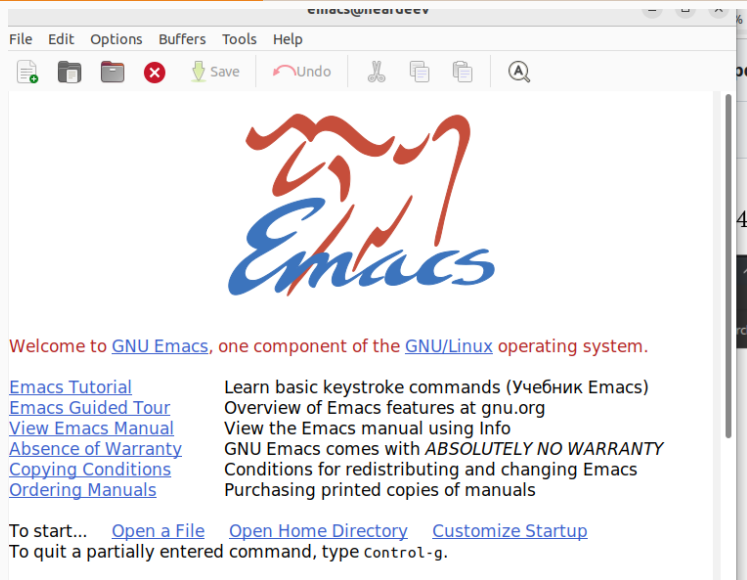 File Edit Options Buffers Tools Help
Save Undo
Emacs
Welcome to GNU Emacs, one component of the GNU/Linux operating system.
Emacs Tutorial Learn basic keystroke commands (Учебник Emacs)
Emacs Guided Tour Overview of Emacs features at gnu.org
View Emacs Manual View the Emacs manual using Info
Absence of Warranty GNU Emacs comes with ABSOLUTELY NO WARRANTY
Copying Conditions Conditions for redistributing and changing Emacs
Ordering Manuals Purchasing printed copies of manuals
To start... Open a File Open Home Directory Customize Startup
To quit a partially entered command, type Control-g.